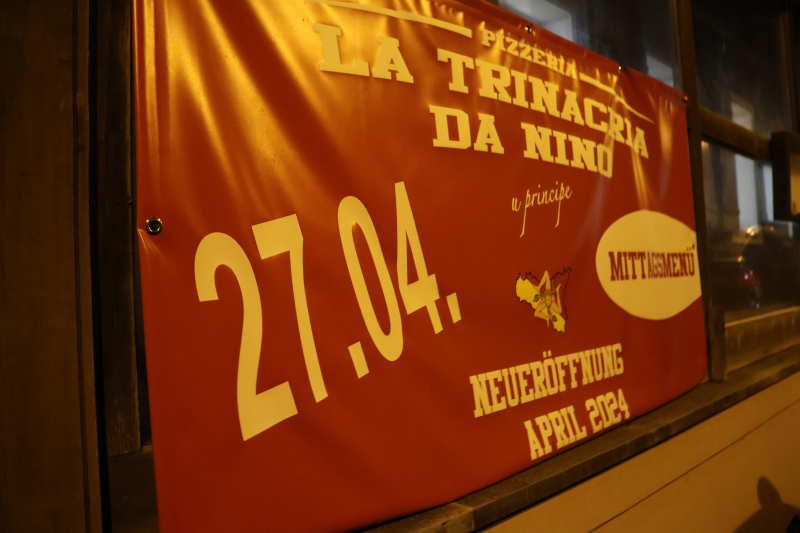 PIZZERIA
LA TRINACRIA
DA NINO
u principe
27.04.
MITTAGSMENÜ
NEUERÖFFNUNG
APRIL 2024